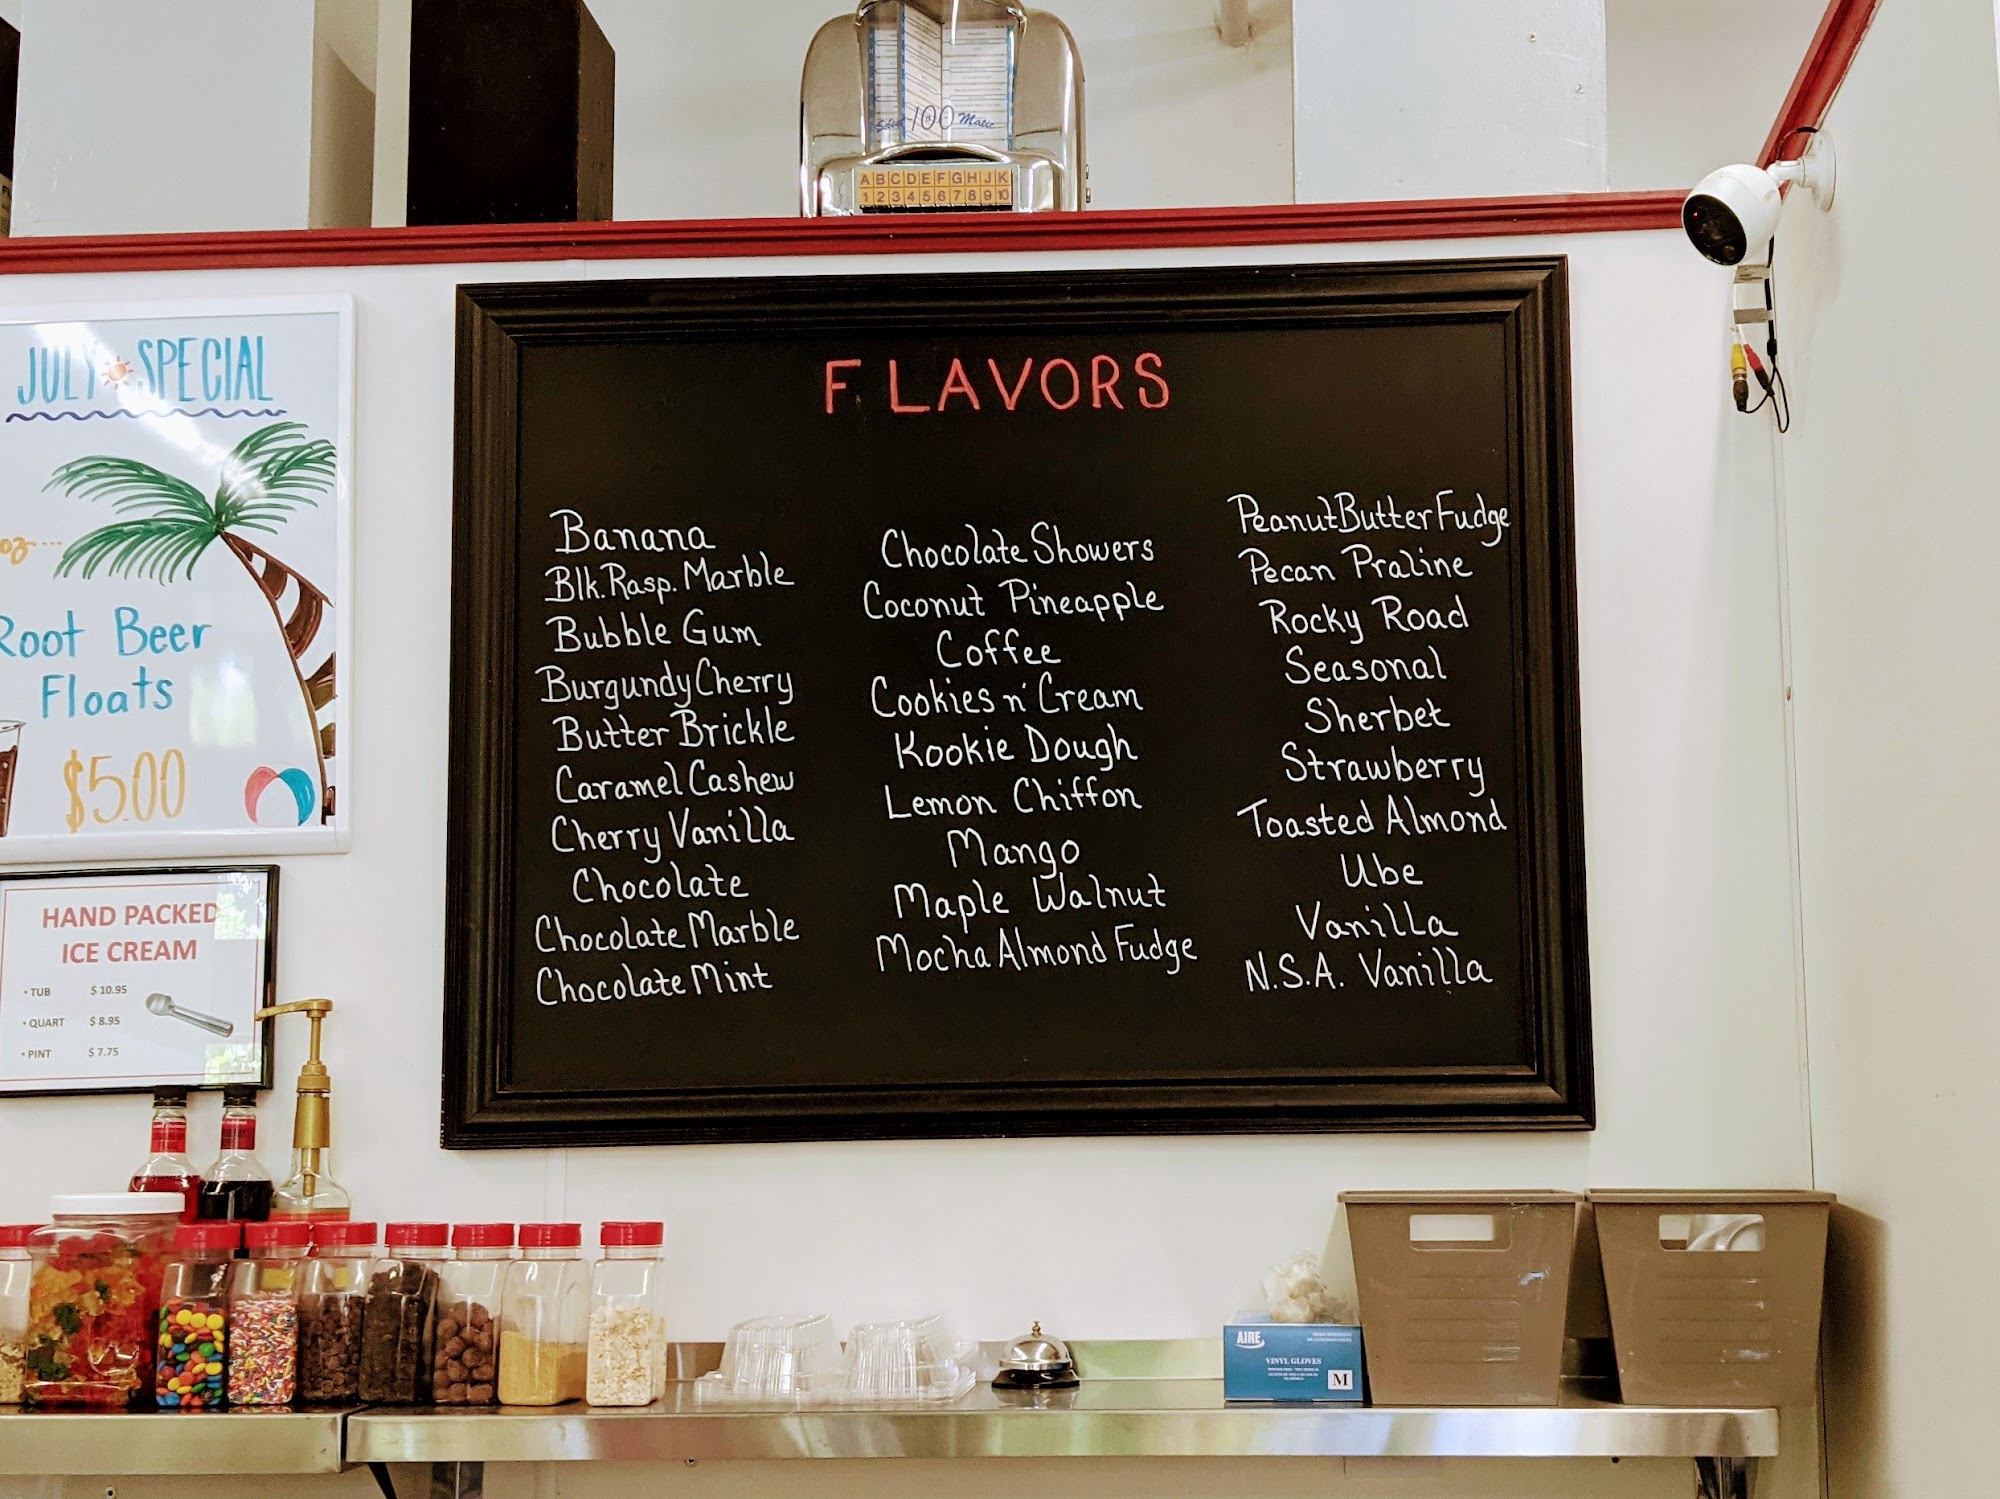 Select-100 Matic
A B C D E F G H J K
1 2 3 4 5 6 7 8 9 10
JULY SPECIAL
oz....
Root Beer
Floats
$5.00
HAND PACKED
ICE CREAM
• TUB $ 10.95
• QUART $ 8.95
• PINT $ 7.75
FLAVORS
Banana
Blk. Rasp. Marble
Bubble Gum
Burgundy Cherry
Butter Brickle
Caramel Cashew
Cherry Vanilla
Chocolate
Chocolate Marble
Chocolate Mint
Chocolate Showers
Coconut Pineapple
Coffee
Cookies n' Cream
Kookie Dough
Lemon Chiffon
Mango
Maple Walnut
Mocha Almond Fudge
Peanut Butter Fudge
Pecan Praline
Rocky Road
Seasonal
Sherbet
Strawberry
Toasted Almond
Ube
Vanilla
N.S.A. Vanilla
VINYL GLOVES
M